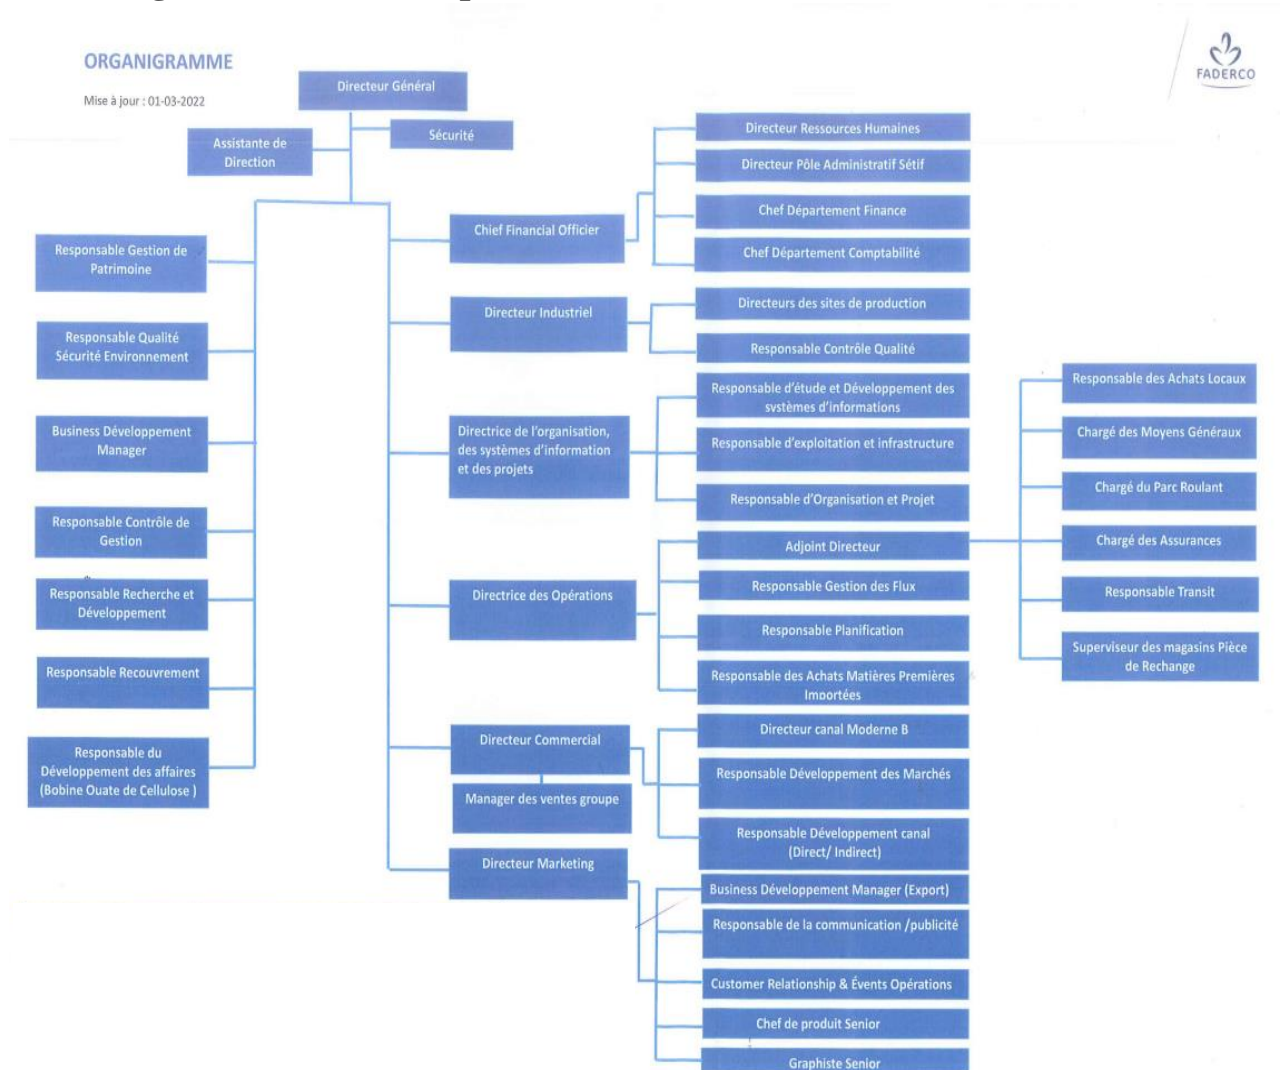 ORGANIGRAMME
Mise à jour : 01-03-2022
FADERCO
Directeur Général
Assistante de
Direction
Sécurité
Responsable Gestion de
Patrimoine
Responsable Qualité
Sécurité Environnement
Business Développement
Manager
Responsable Contrôle de
Gestion
Responsable Recherche et
Développement
Responsable Recouvrement
Responsable du
Développement des affaires
(Bobine Ouate de Cellulose )
Chief Financial Officier
Directeur Ressources Humaines
Directeur Pôle Administratif Sétif
Chef Département Finance
Chef Département Comptabilité
Directeur Industriel
Directeurs des sites de production
Responsable Contrôle Qualité
Directrice de l'organisation,
des systèmes d'information
et des projets
Responsable d'étude et Développement des
systèmes d'informations
Responsable d'exploitation et infrastructure
Responsable d'Organisation et Projet
Directrice des Opérations
Adjoint Directeur
Responsable Gestion des Flux
Responsable Planification
Responsable des Achats Matières Premières
Importées
Responsable des Achats Locaux
Chargé des Moyens Généraux
Chargé du Parc Roulant
Chargé des Assurances
Responsable Transit
Superviseur des magasins Pièce
de Rechange
Directeur Commercial
Manager des ventes groupe
Directeur canal Moderne B
Responsable Développement des Marchés
Responsable Développement canal
(Direct/ Indirect)
Directeur Marketing
Business Développement Manager (Export)
Responsable de la communication /publicité
Customer Relationship & Évents Opérations
Chef de produit Senior
Graphiste Senior